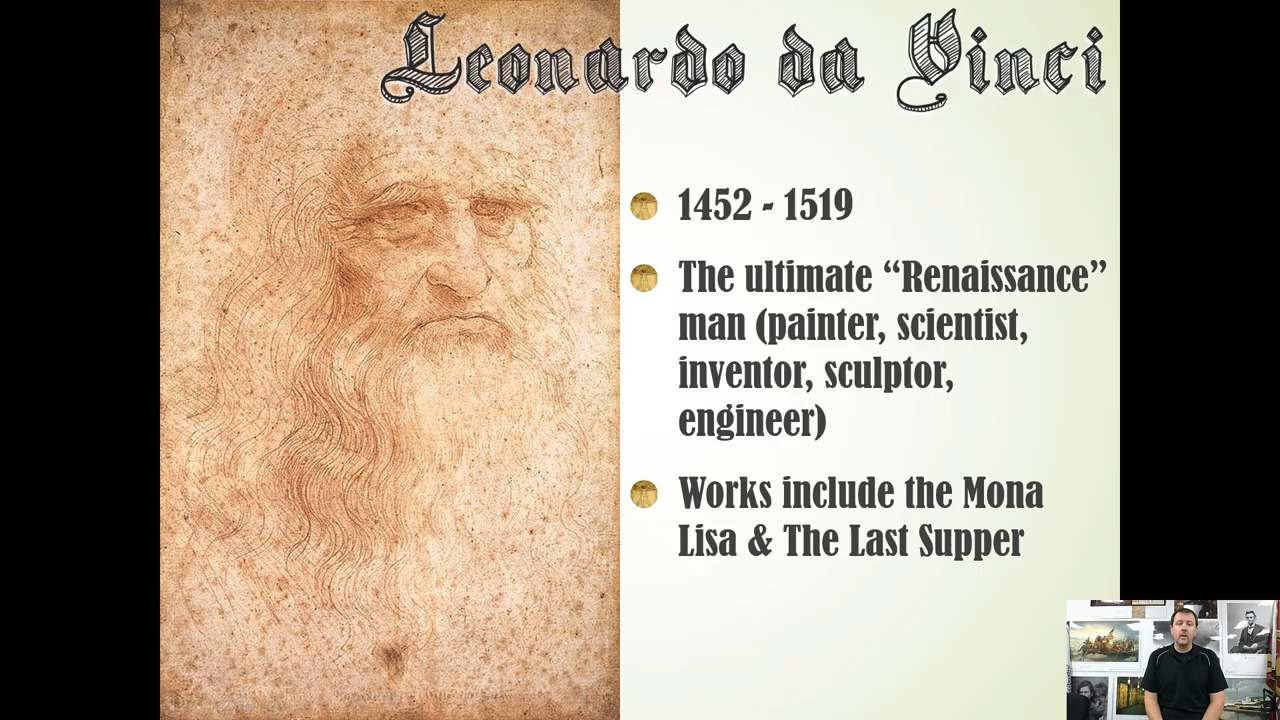 Leonardo da Vinci
1452 - 1519
The ultimate “Renaissance”
man (painter, scientist,
inventor, sculptor,
engineer)
Works include the Mona
Lisa & The Last Supper